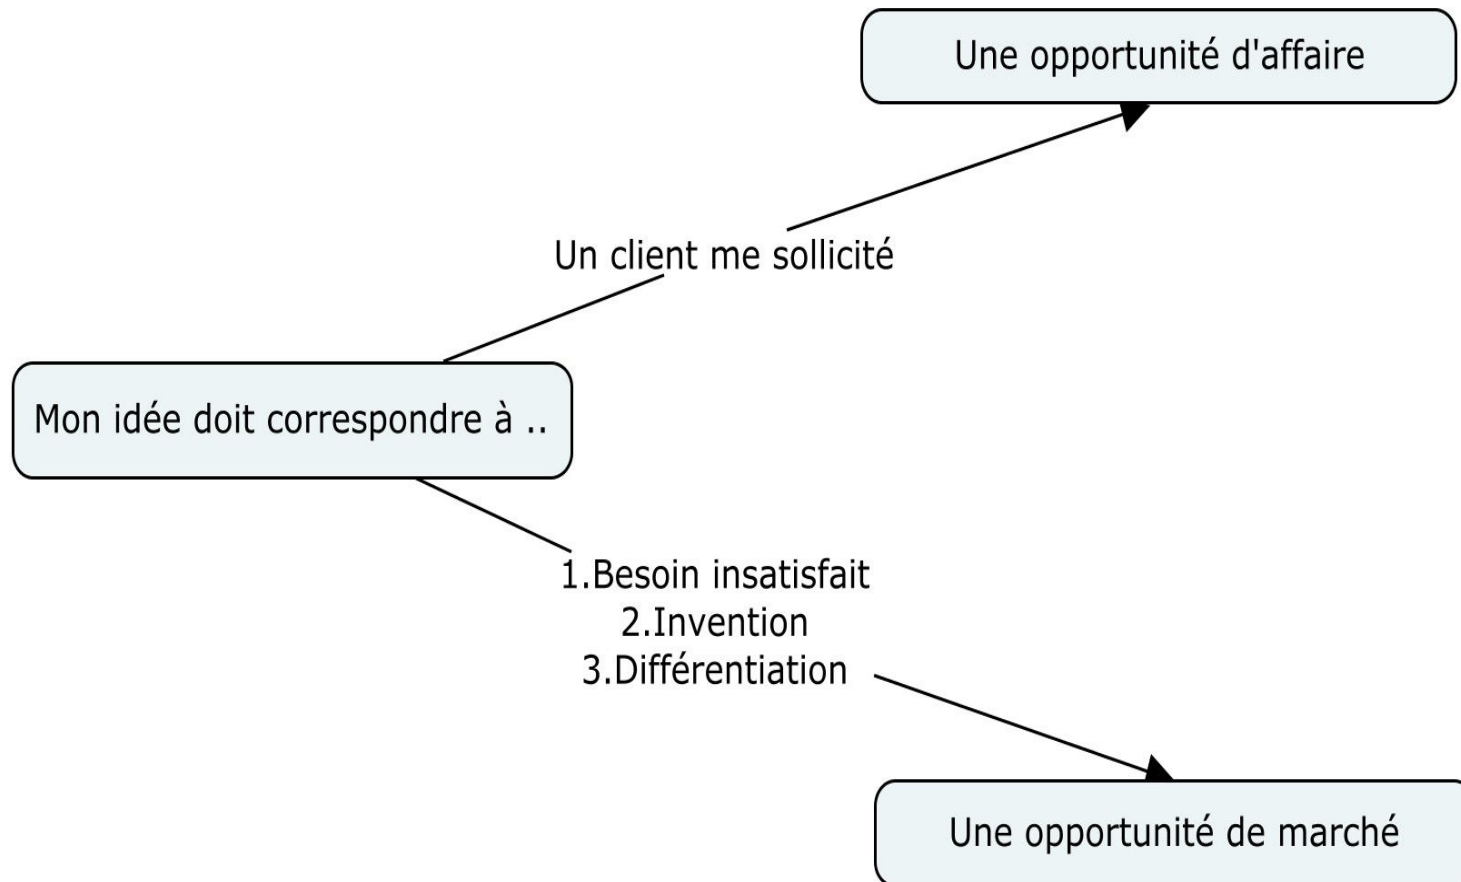 Une opportunité d'affaire
Un client me sollicité
Mon idée doit correspondre à ..
1.Besoin insatisfait
2.Invention
3.Différentiation
Une opportunité de marché